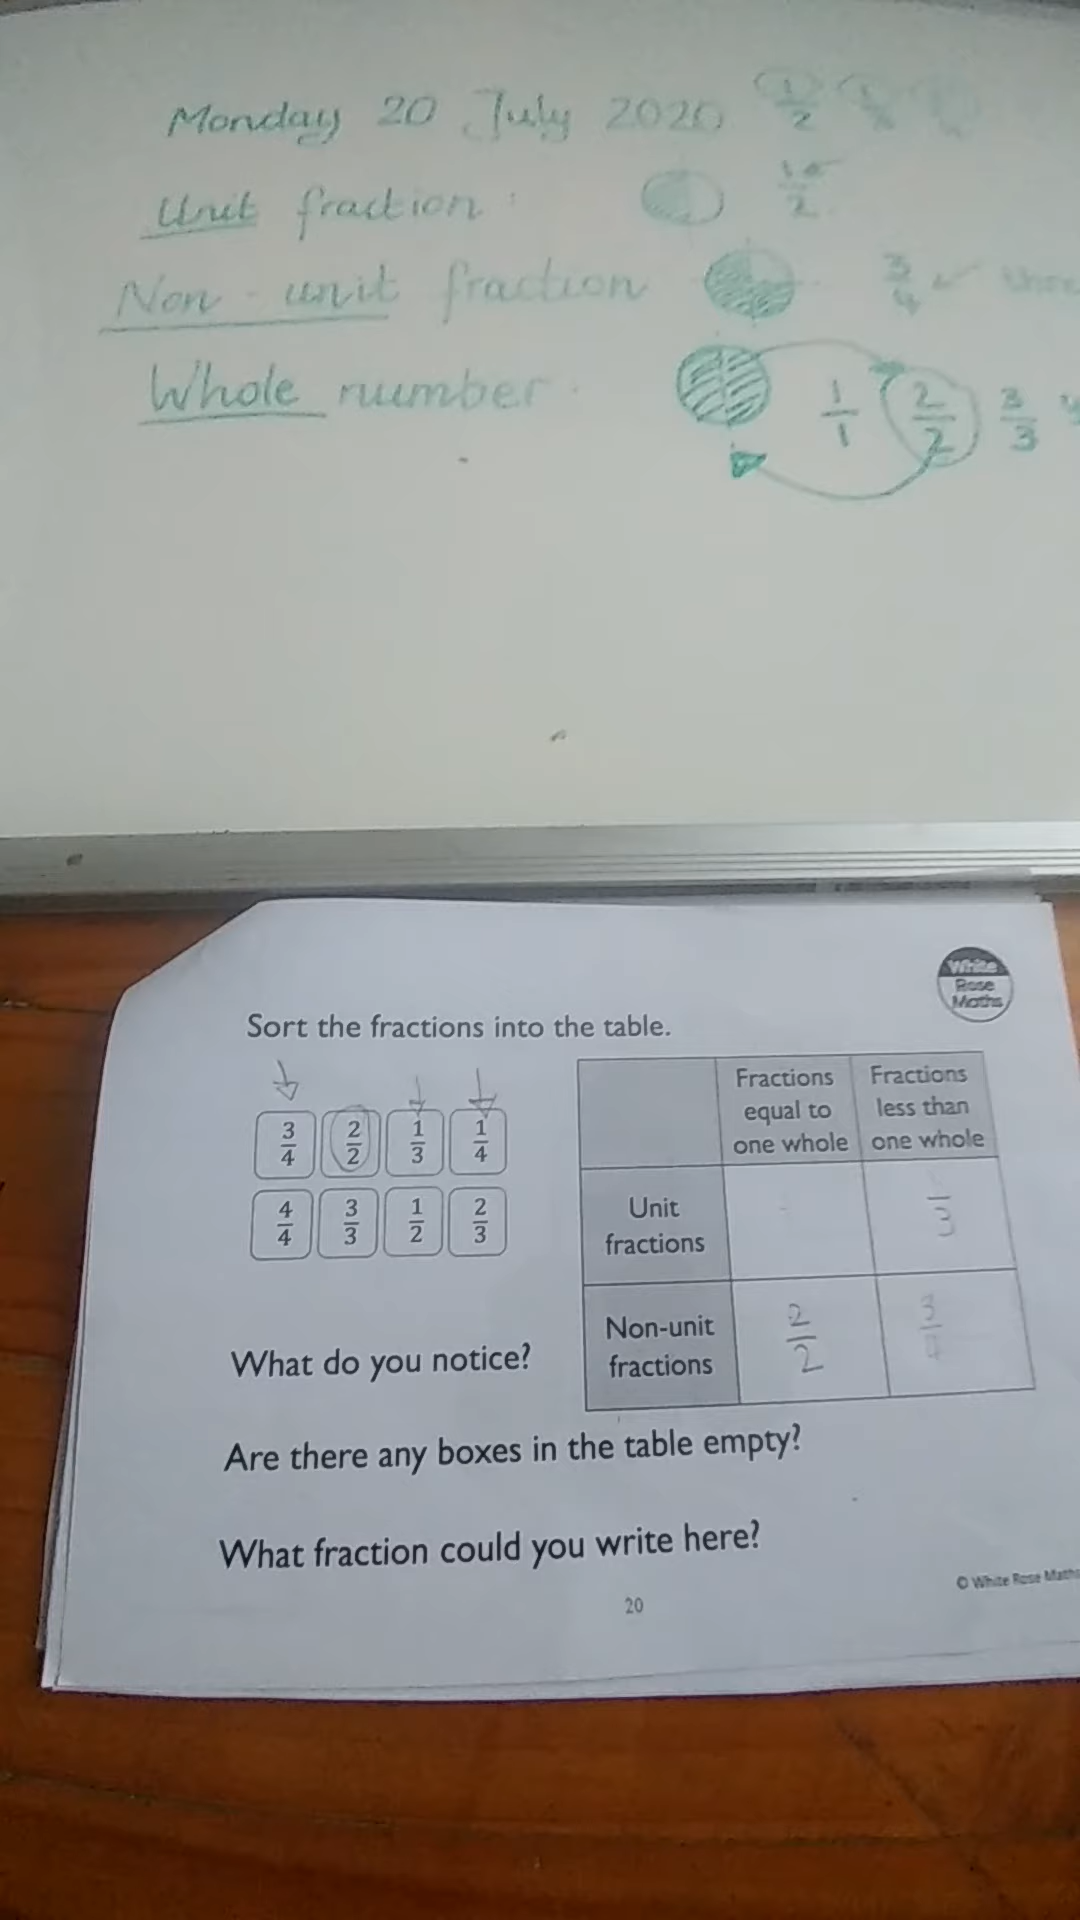 Monday 20 July 2020 1/2
Unit fraction : 2
Non - unit fraction 3/4
Whole number . 1/1 2/2 3/3
White
Rose
Maths
Sort the fractions into the table.
3/4 2/2 1/3 1/4
4/4 3/3 1/2 2/3
Fractions equal to one whole
Fractions less than one whole
Unit fractions 3
Non-unit fractions 2/2 3/4
What do you notice?
Are there any boxes in the table empty?
What fraction could you write here?
© White Rose Maths
20